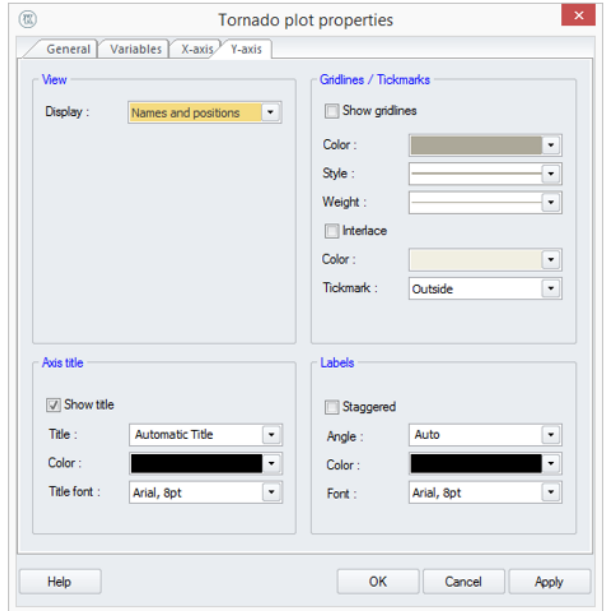 Tornado plot properties
General Variables X-axis Y-axis
View
Display : Names and positions
Gridlines / Tickmarks
Show gridlines
Color :
Style :
Weight :
Interlace
Color :
Tickmark : Outside
Axis title
Show title
Title : Automatic Title
Color :
Title font : Arial, 8pt
Labels
Staggered
Angle : Auto
Color :
Font : Arial, 8pt
Help OK Cancel Apply